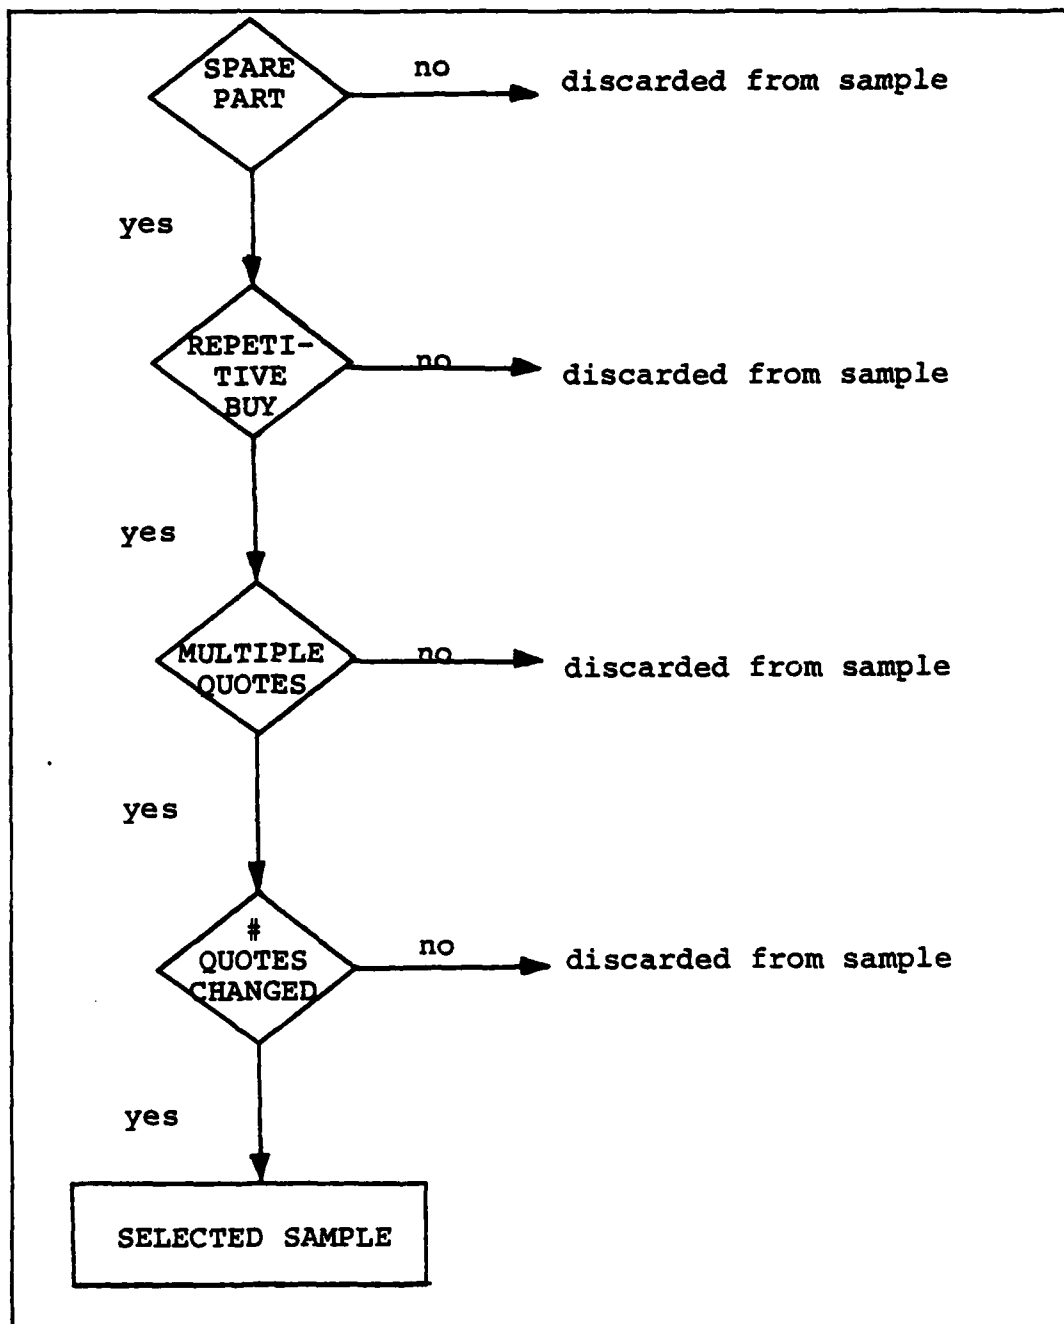 SPARE
PART
no
discarded from sample
yes
REPETI-
TIVE
BUY
no
discarded from sample
yes
MULTIPLE
QUOTES
no
discarded from sample
yes
#
QUOTES
CHANGED
no
discarded from sample
yes
SELECTED SAMPLE